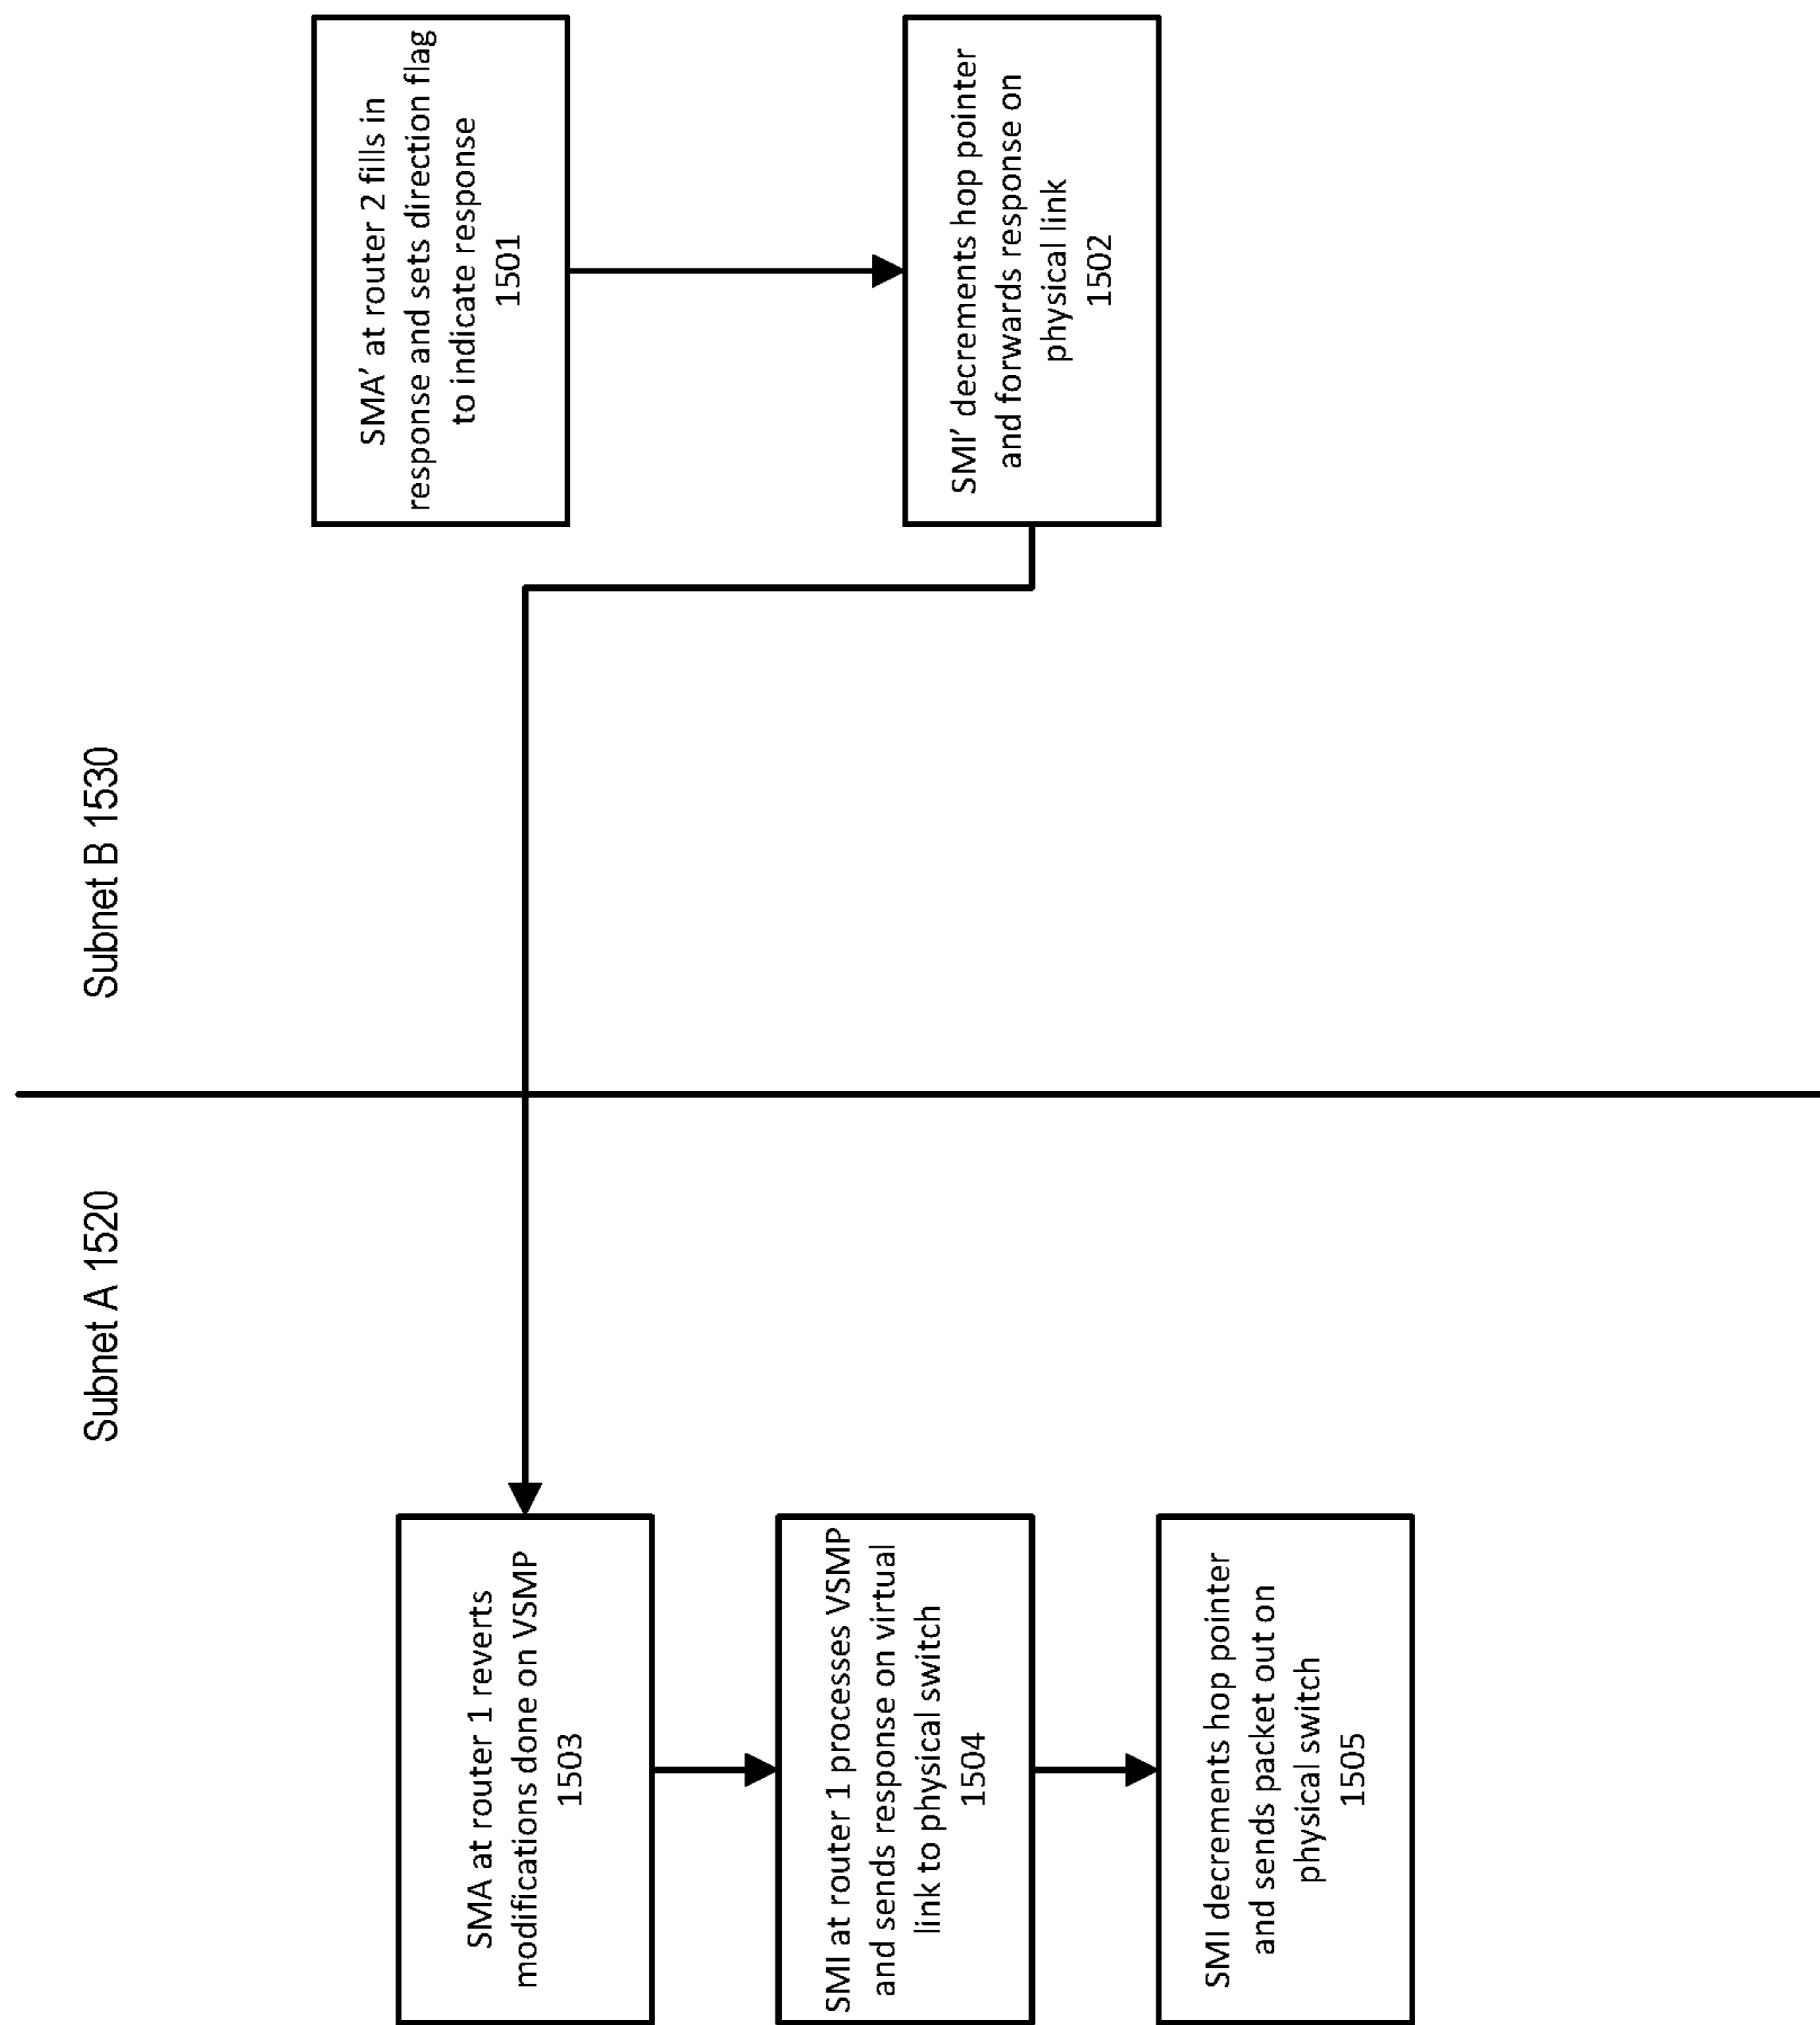 Subnet A 1520
Subnet B 1530
SMA' at router 2 fills in
response and sets direction flag
to indicate response
1501
SMI' decrements hop pointer
and forwards response on
physical link
1502
SMA at router 1 reverts
modifications done on VSMP
1503
SMI at router 1 processes VSMP
and sends response on virtual
link to physical switch
1504
SMI decrements hop pointer
and sends packet out on
physical switch
1505